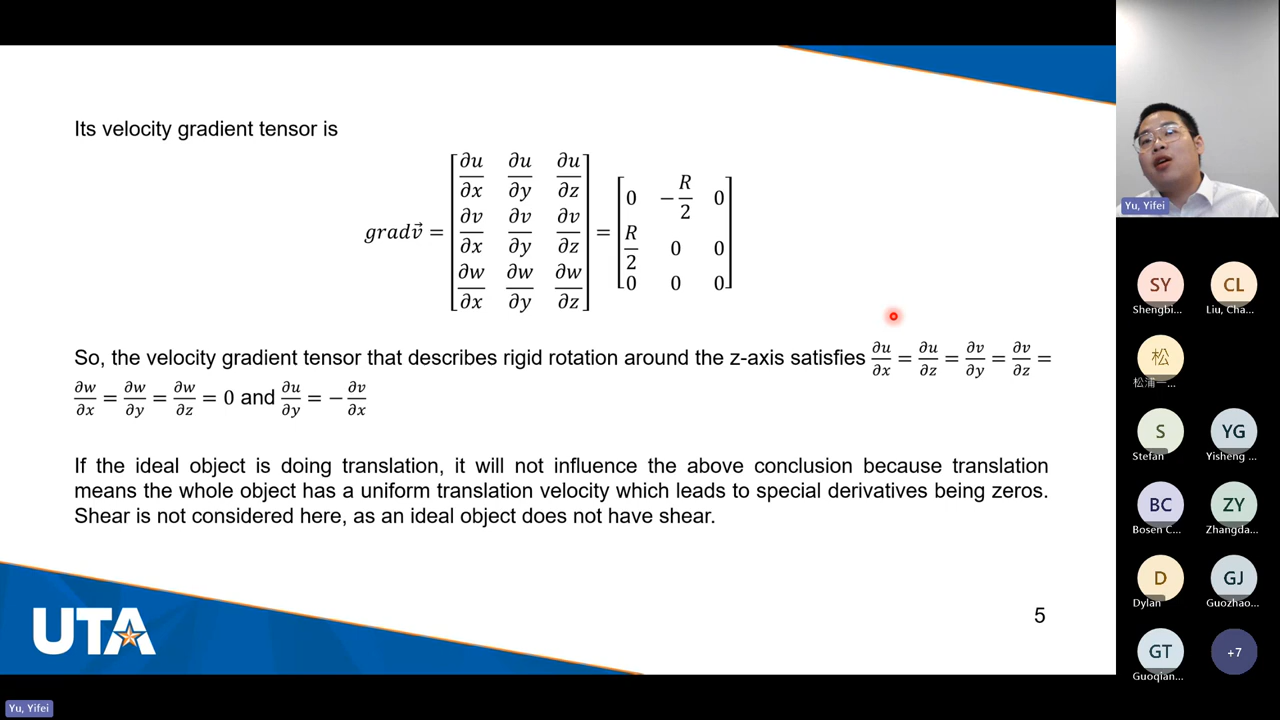 Its velocity gradient tensor is
grad𝑣⃗ = [∂u/∂x ∂u/∂y ∂u/∂z; ∂v/∂x ∂v/∂y ∂v/∂z; ∂w/∂x ∂w/∂y ∂w/∂z] = [0 −R/2 0; R/2 0 0; 0 0 0]
So, the velocity gradient tensor that describes rigid rotation around the z-axis satisfies ∂u/∂x = ∂u/∂z = ∂v/∂y = ∂v/∂z =
∂w/∂x = ∂w/∂y = ∂w/∂z = 0 and ∂u/∂y = −∂v/∂x
If the ideal object is doing translation, it will not influence the above conclusion because translation
means the whole object has a uniform translation velocity which leads to special derivatives being zeros.
Shear is not considered here, as an ideal object does not have shear.
UTA
5
Yu, Yifei
SY
CL
Shengbi...
Liu, Cha...
松
松浦一...
S
YG
Stefan
Yisheng ...
BC
ZY
Bosen C...
Zhangda...
D
GJ
Dylan
Guozhao...
GT
+7
Guoqian...
Yu, Yifei